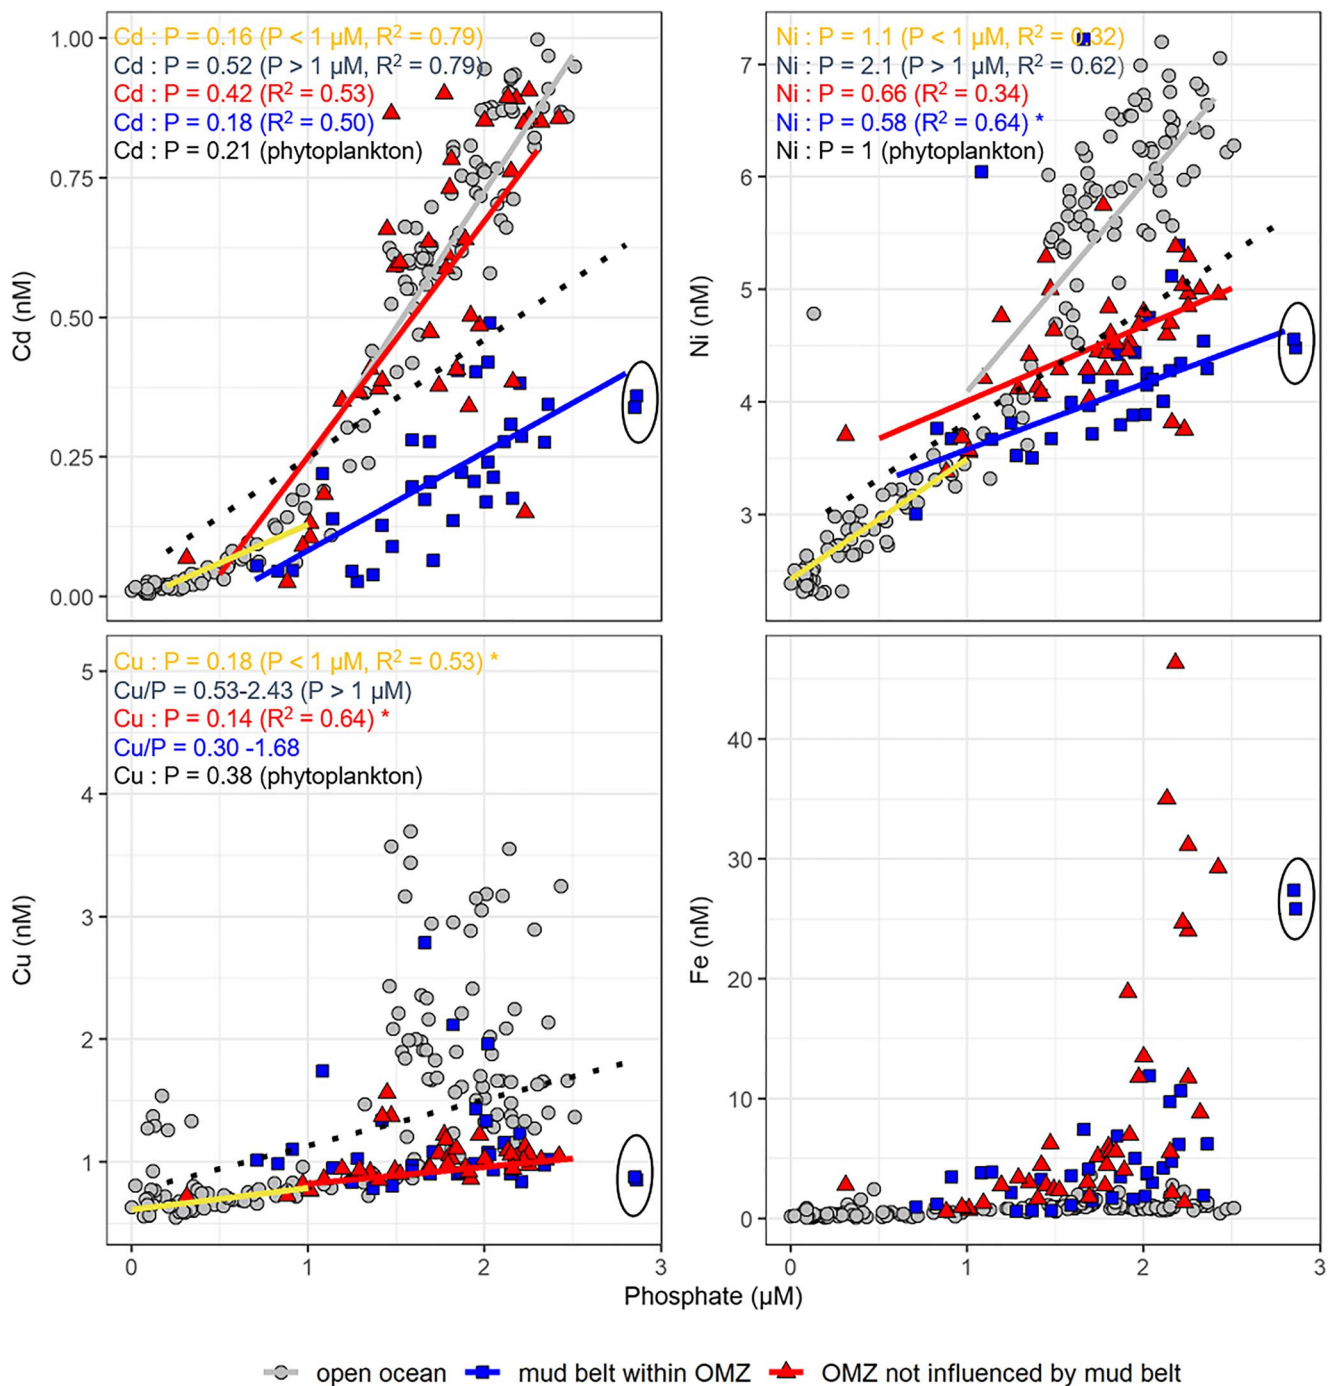 Cd : P = 0.16 (P < 1 µM, R² = 0.79)
Cd : P = 0.52 (P > 1 µM, R² = 0.79)
Cd : P = 0.42 (R² = 0.53)
Cd : P = 0.18 (R² = 0.50)
Cd : P = 0.21 (phytoplankton)
1.00
0.75
0.50
0.25
0.00
Cd (nM)
Ni : P = 1.1 (P < 1 µM, R² = 0.32)
Ni : P = 2.1 (P > 1 µM, R² = 0.62)
Ni : P = 0.66 (R² = 0.34)
Ni : P = 0.58 (R² = 0.64) *
Ni : P = 1 (phytoplankton)
7
6
5
4
3
Ni (nM)
Cu : P = 0.18 (P < 1 µM, R² = 0.53) *
Cu/P = 0.53-2.43 (P > 1 µM)
Cu : P = 0.14 (R² = 0.64) *
Cu/P = 0.30 -1.68
Cu : P = 0.38 (phytoplankton)
5
4
3
2
1
Cu (nM)
0 1 2 3
40
30
20
10
0
Fe (nM)
0 1 2 3
Phosphate (µM)
open ocean mud belt within OMZ OMZ not influenced by mud belt